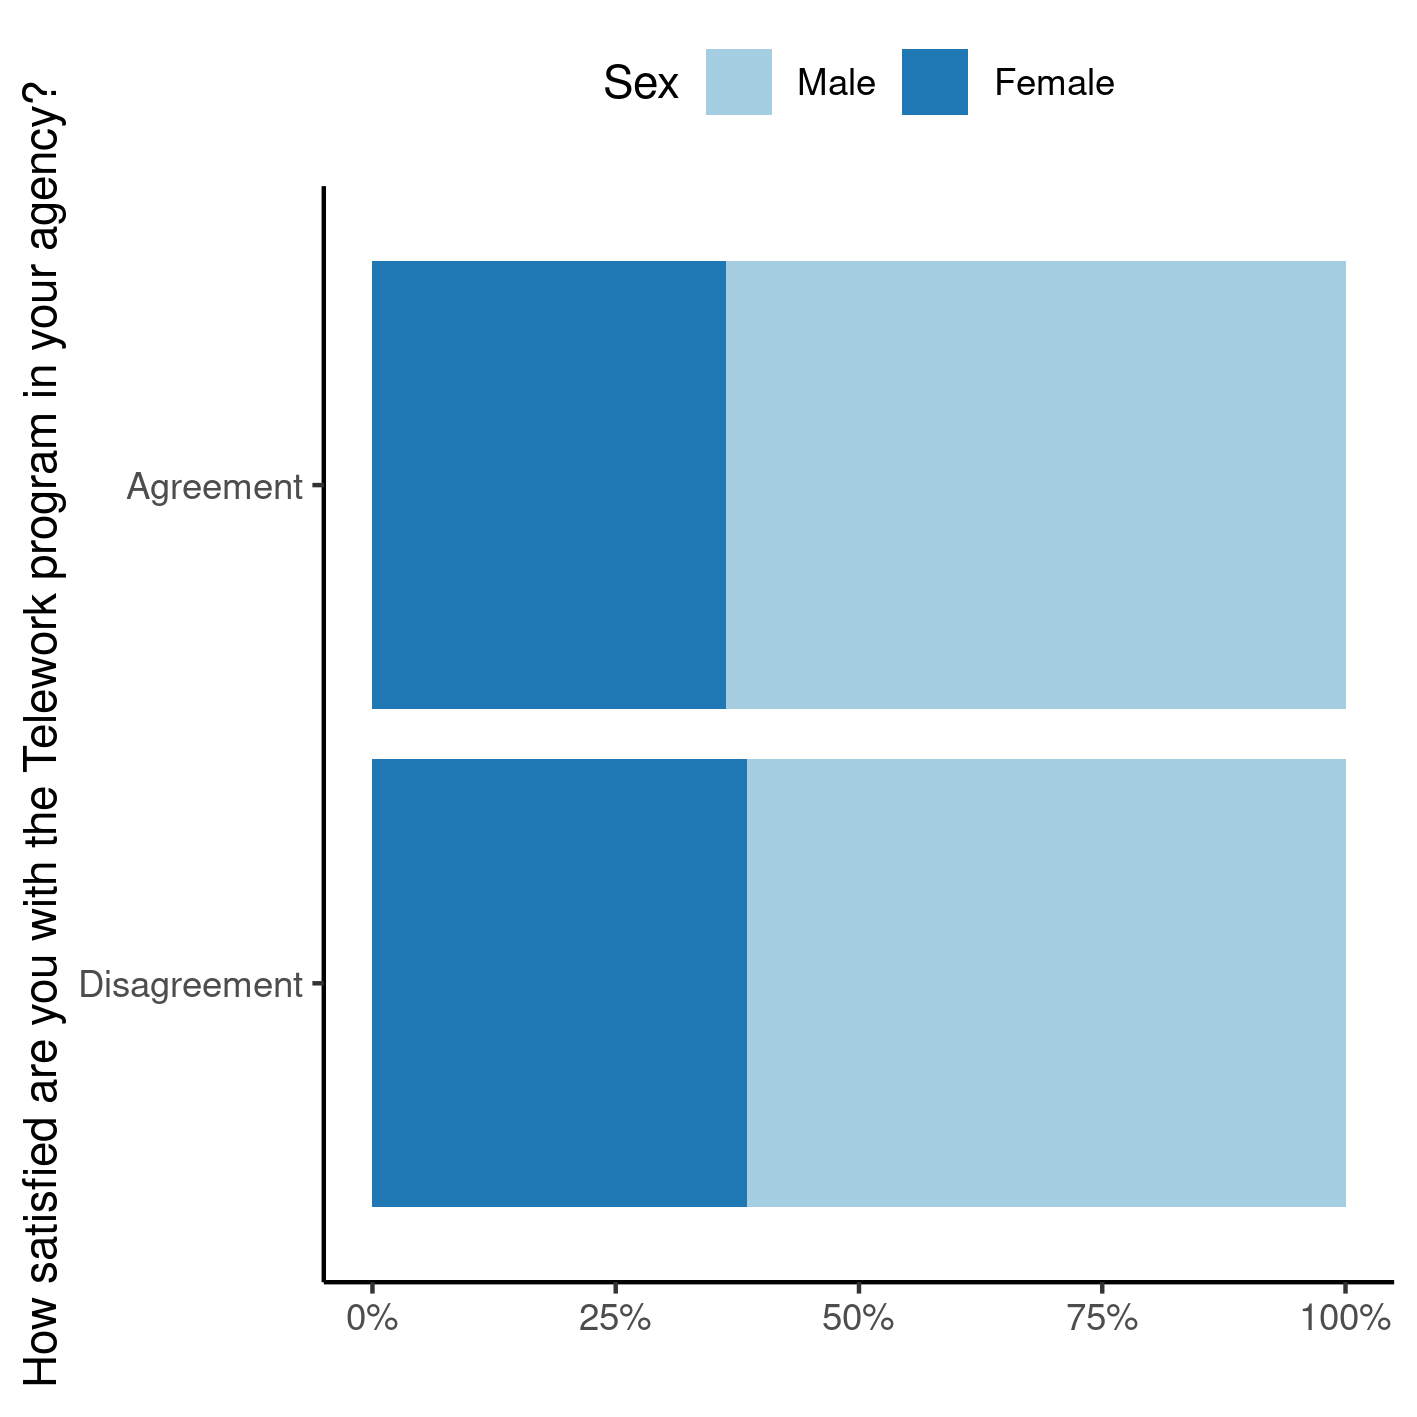 Sex Male Female
How satisfied are you with the Telework program in your agency?
Agreement
Disagreement
0% 25% 50% 75% 100%